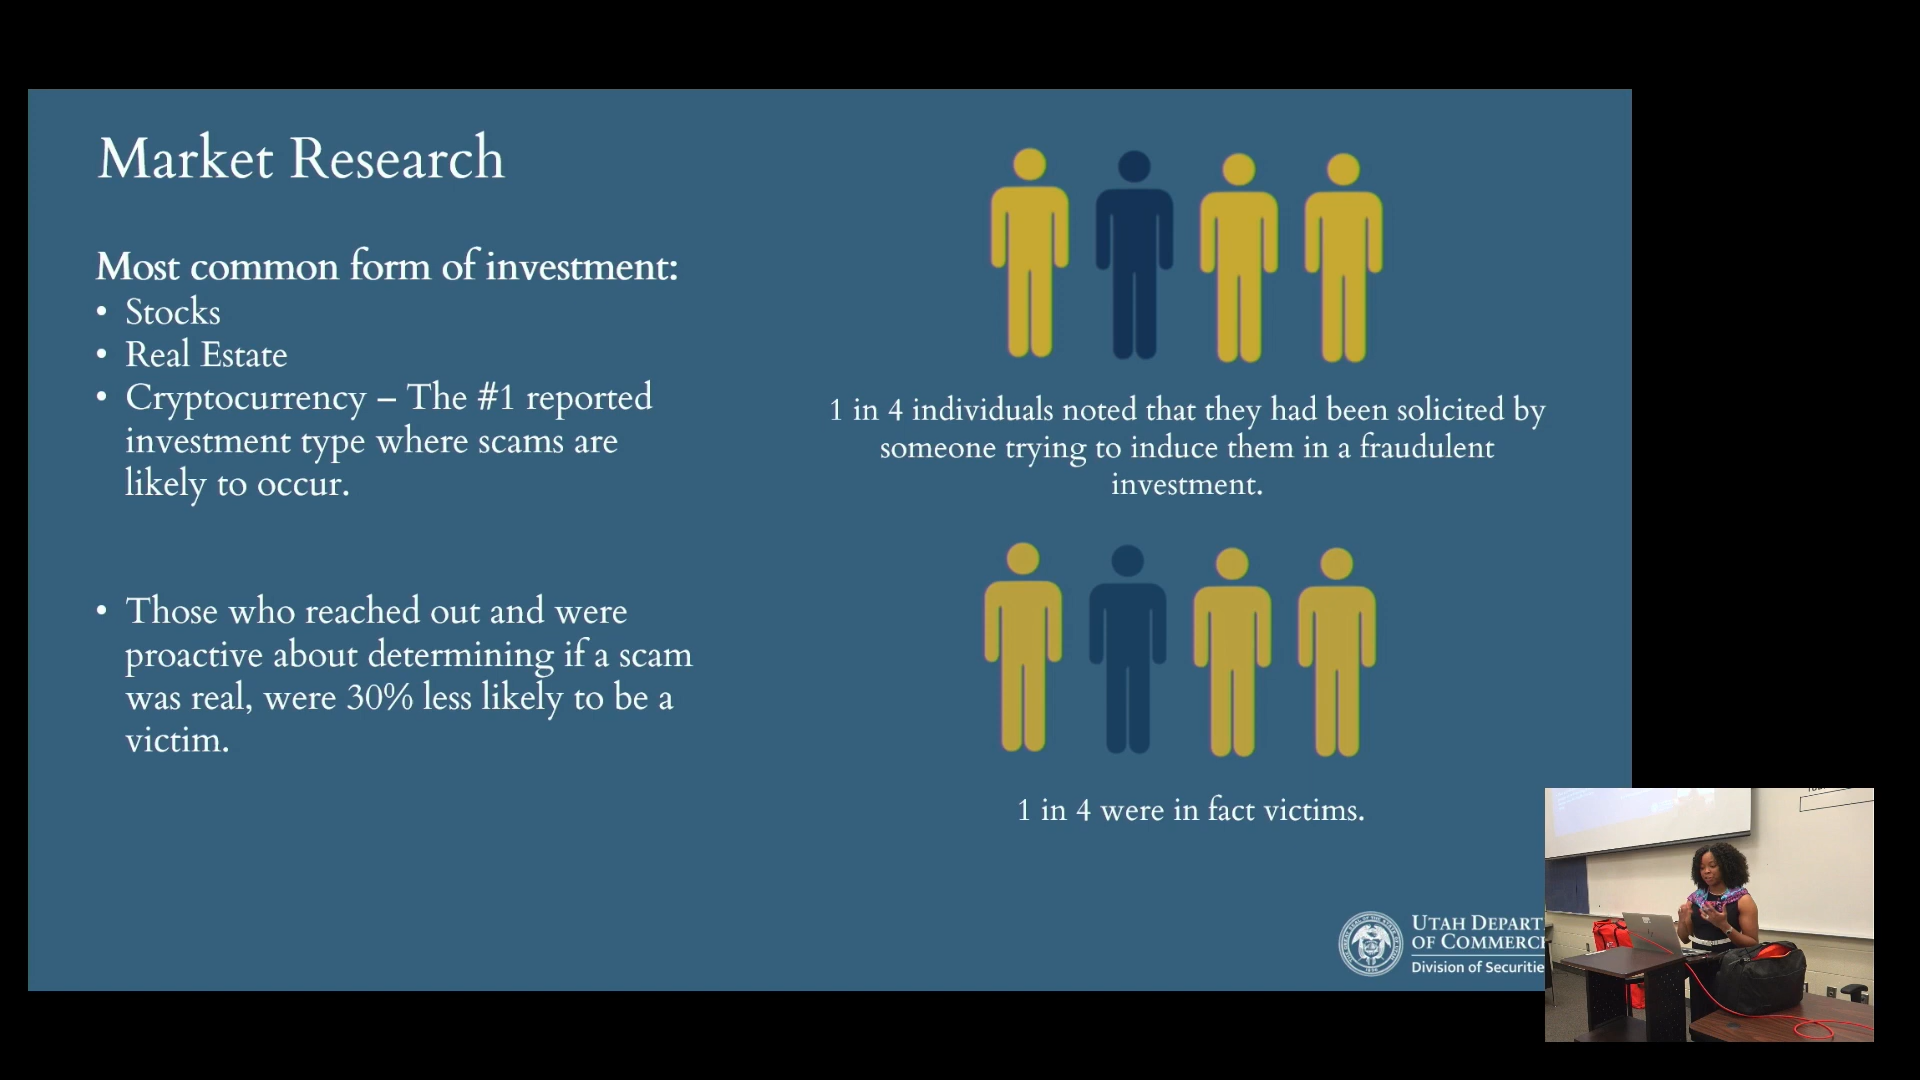 Market Research
Most common form of investment:
• Stocks
• Real Estate
• Cryptocurrency – The #1 reported
investment type where scams are
likely to occur.
• Those who reached out and were
proactive about determining if a scam
was real, were 30% less likely to be a
victim.
1 in 4 individuals noted that they had been solicited by
someone trying to induce them in a fraudulent
investment.
1 in 4 were in fact victims.
UTAH DEPART
OF COMMERC
Division of Securitie